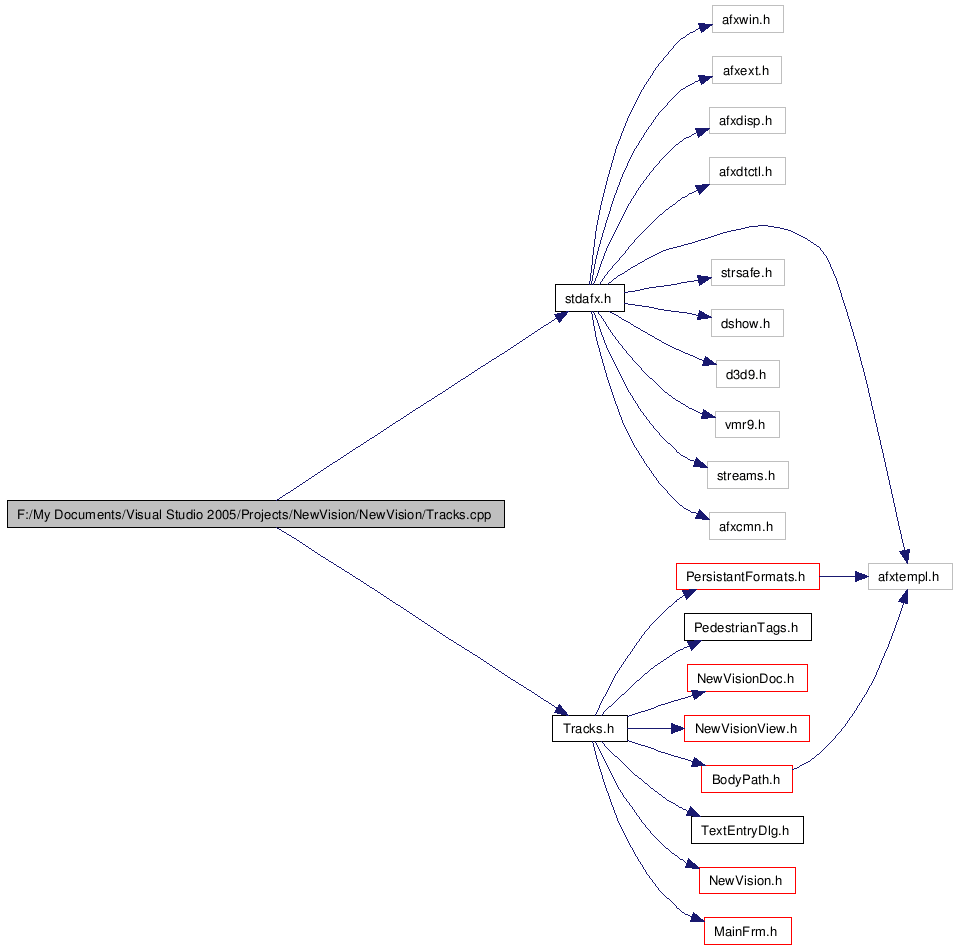 afxwin.h
afxext.h
afxdisp.h
afxdtctl.h
strsafe.h
stdafx.h
dshow.h
d3d9.h
vmr9.h
streams.h
F:/My Documents/Visual Studio 2005/Projects/NewVision/NewVision/Tracks.cpp
afxcmn.h
PersistantFormats.h
afxtempl.h
PedestrianTags.h
NewVisionDoc.h
Tracks.h
NewVisionView.h
BodyPath.h
TextEntryDlg.h
NewVision.h
MainFrm.h